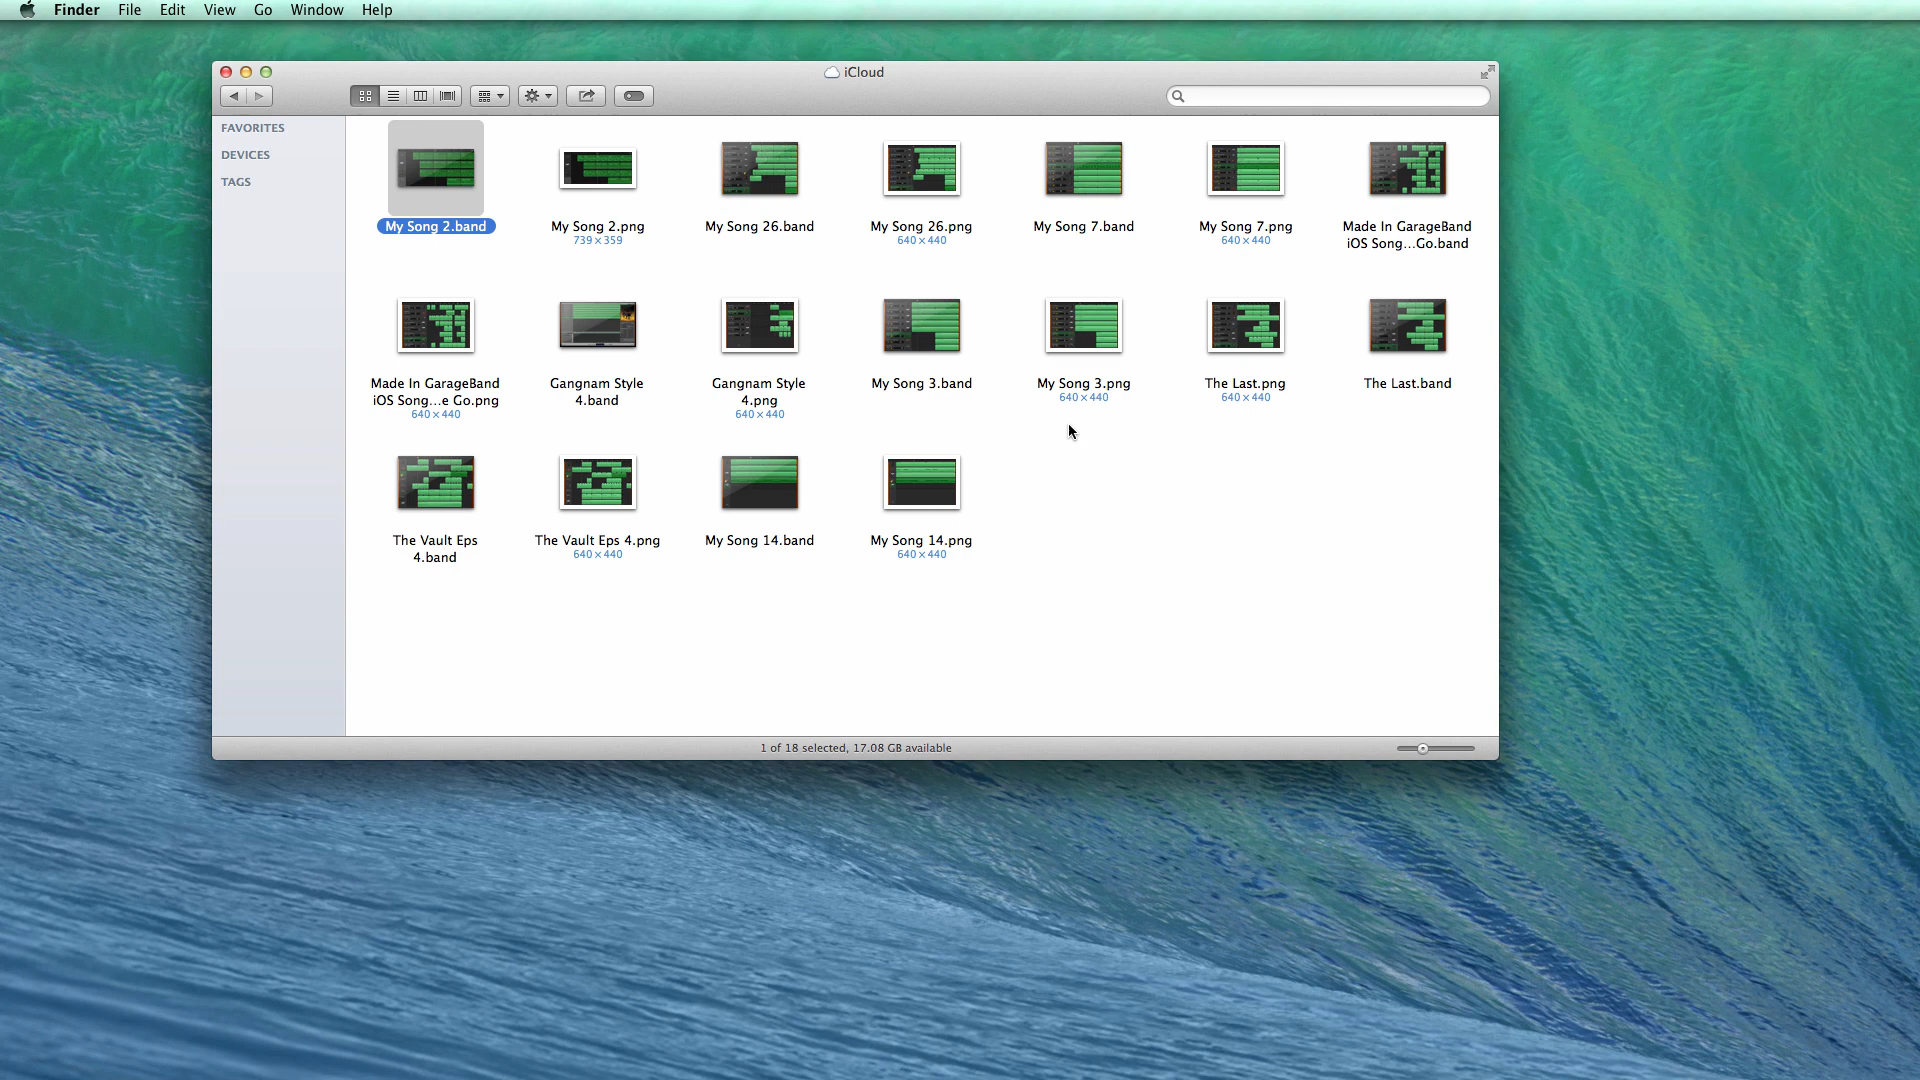 Finder File Edit View Go Window Help
iCloud
FAVORITES
DEVICES
TAGS
My Song 2.band
My Song 2.png
739×359
My Song 26.band
My Song 26.png
640×440
My Song 7.band
My Song 7.png
640×440
Made In GarageBand
iOS Song...Go.band
Made In GarageBand
iOS Song...e Go.png
640×440
Gangnam Style
4.band
Gangnam Style
4.png
640×440
My Song 3.band
My Song 3.png
640×440
The Last.png
640×440
The Last.band
The Vault Eps
4.band
The Vault Eps 4.png
640×440
My Song 14.band
My Song 14.png
640×440
1 of 18 selected, 17.08 GB available